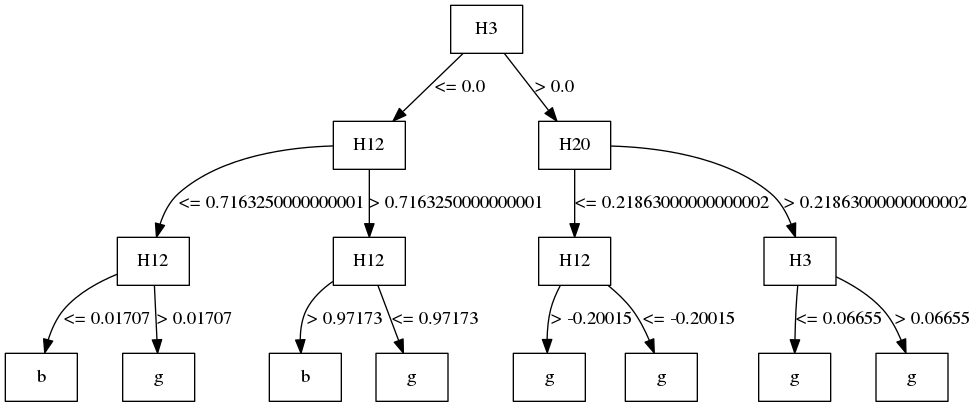 H3
<= 0.0
> 0.0
H12
H20
<= 0.7163250000000001
> 0.7163250000000001
<= 0.21863000000000002
> 0.21863000000000002
H12
H12
H12
H3
<= 0.01707
> 0.01707
> 0.97173
<= 0.97173
> -0.20015
<= -0.20015
<= 0.06655
> 0.06655
b
g
b
g
g
g
g
g